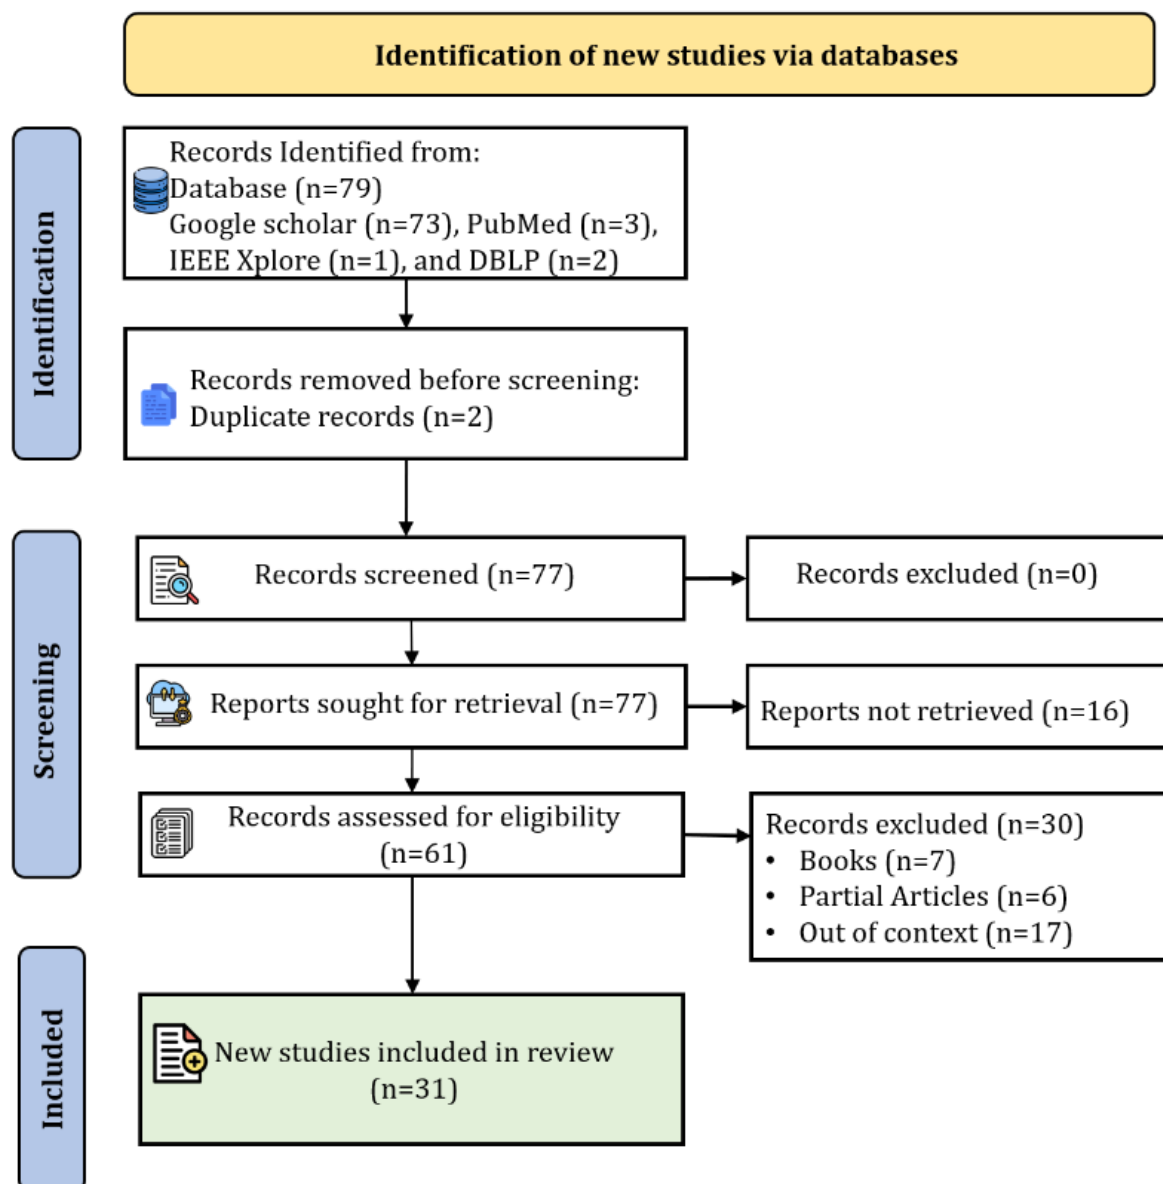 Identification of new studies via databases
Identification
Records Identified from:
Database (n=79)
Google scholar (n=73), PubMed (n=3),
IEEE Xplore (n=1), and DBLP (n=2)
Records removed before screening:
Duplicate records (n=2)
Screening
Records screened (n=77)
Records excluded (n=0)
Reports sought for retrieval (n=77)
Reports not retrieved (n=16)
Records assessed for eligibility
(n=61)
Records excluded (n=30)
• Books (n=7)
• Partial Articles (n=6)
• Out of context (n=17)
Included
New studies included in review
(n=31)